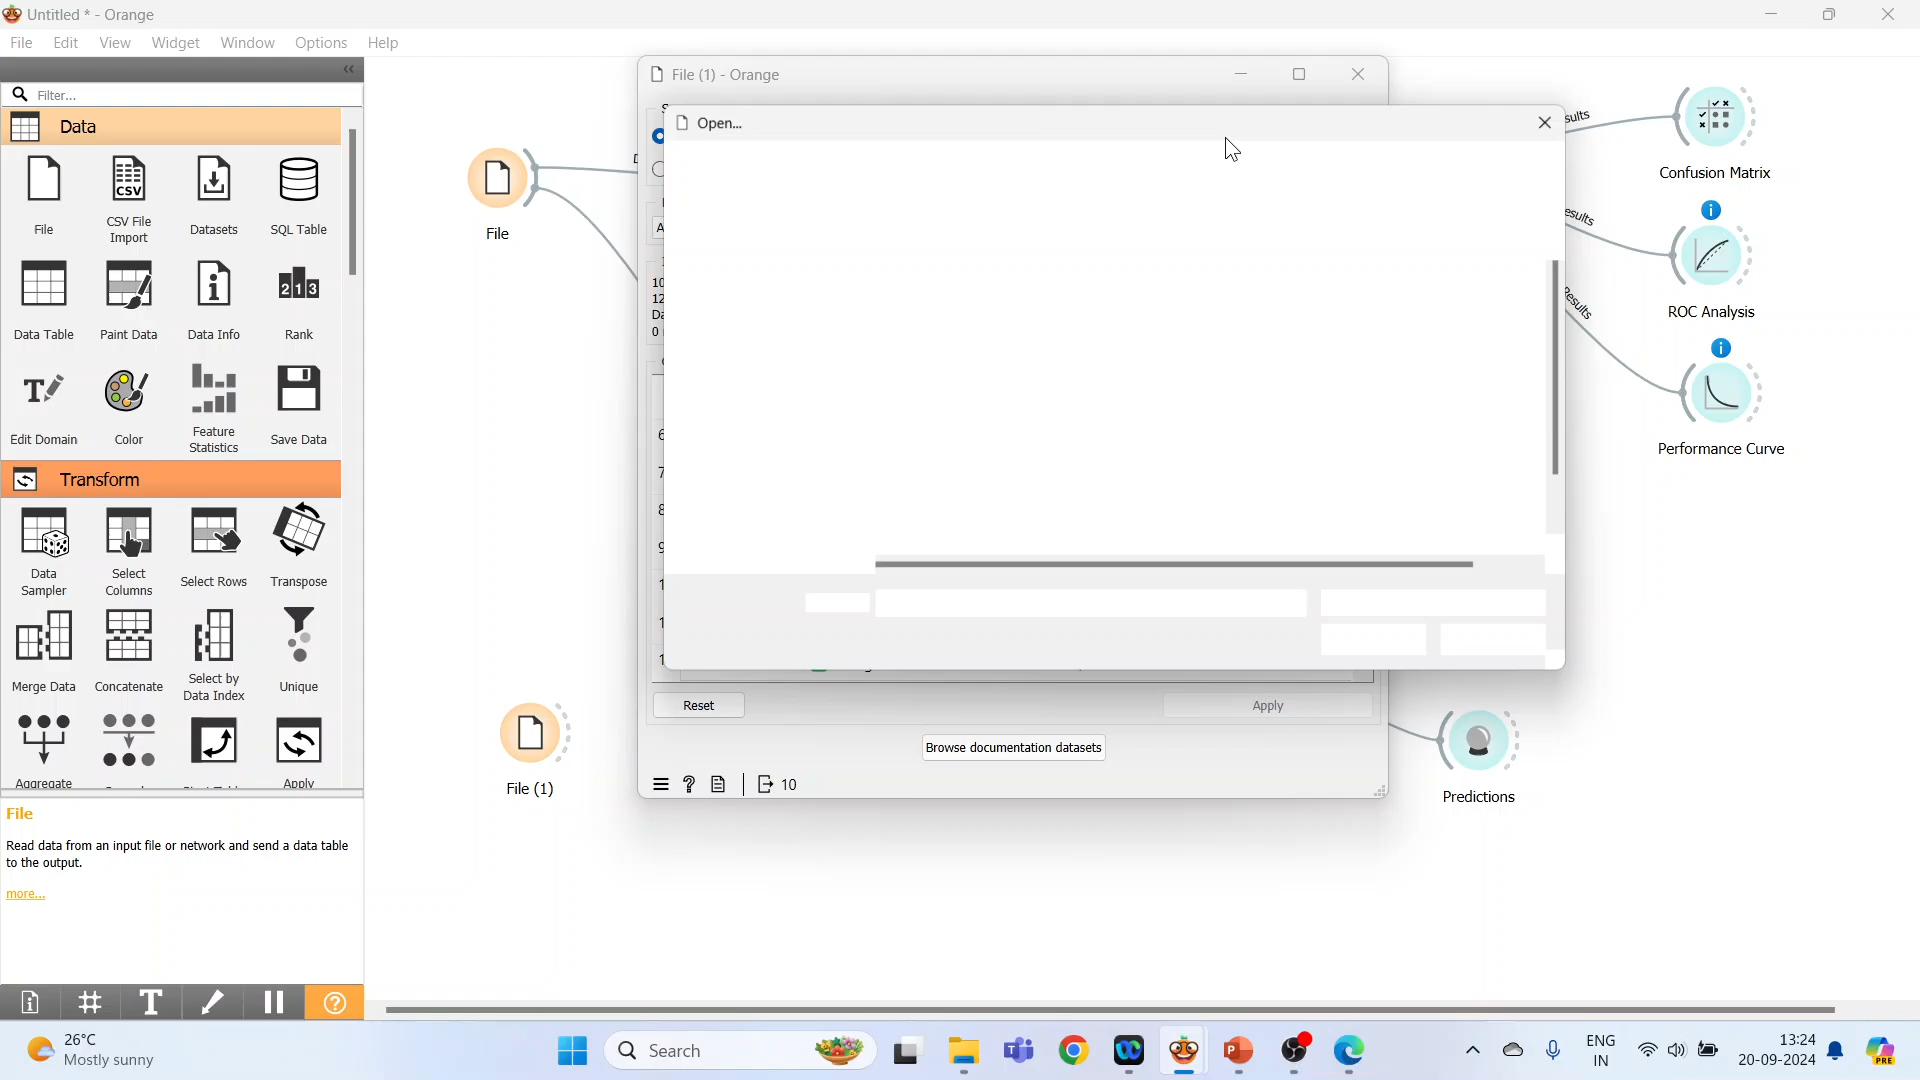 Untitled * - Orange
File Edit View Widget Window Options Help
Filter...
Data
File
CSV File
Import
Datasets
SQL Table
Data Table
Paint Data
Data Info
Rank
Edit Domain
Color
Feature
Statistics
Save Data
Transform
Data
Sampler
Select
Columns
Select Rows
Transpose
Merge Data
Concatenate
Select by
Data Index
Unique
Aggregate
Apply
File
Read data from an input file or network and send a data table
to the output.
more...
File
File (1)
File (1) - Orange
Open...
10
12
0
Reset
Apply
Browse documentation datasets
10
Confusion Matrix
ROC Analysis
Results
Performance Curve
Predictions
26°C
Mostly sunny
Search
ENG
IN
13:24
20-09-2024
PRE